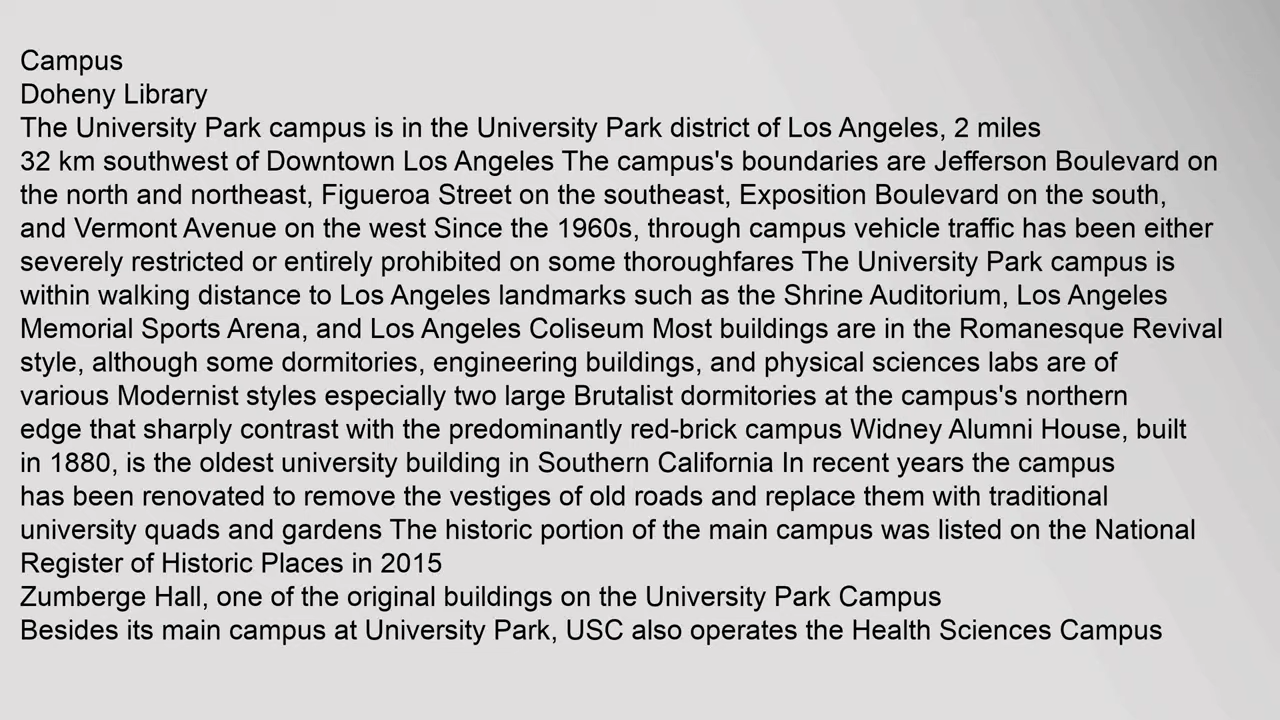 Campus
Doheny Library
The University Park campus is in the University Park district of Los Angeles, 2 miles
32 km southwest of Downtown Los Angeles The campus's boundaries are Jefferson Boulevard on
the north and northeast, Figueroa Street on the southeast, Exposition Boulevard on the south,
and Vermont Avenue on the west Since the 1960s, through campus vehicle traffic has been either
severely restricted or entirely prohibited on some thoroughfares The University Park campus is
within walking distance to Los Angeles landmarks such as the Shrine Auditorium, Los Angeles
Memorial Sports Arena, and Los Angeles Coliseum Most buildings are in the Romanesque Revival
style, although some dormitories, engineering buildings, and physical sciences labs are of
various Modernist styles especially two large Brutalist dormitories at the campus's northern
edge that sharply contrast with the predominantly red-brick campus Widney Alumni House, built
in 1880, is the oldest university building in Southern California In recent years the campus
has been renovated to remove the vestiges of old roads and replace them with traditional
university quads and gardens The historic portion of the main campus was listed on the National
Register of Historic Places in 2015
Zumberge Hall, one of the original buildings on the University Park Campus
Besides its main campus at University Park, USC also operates the Health Sciences Campus